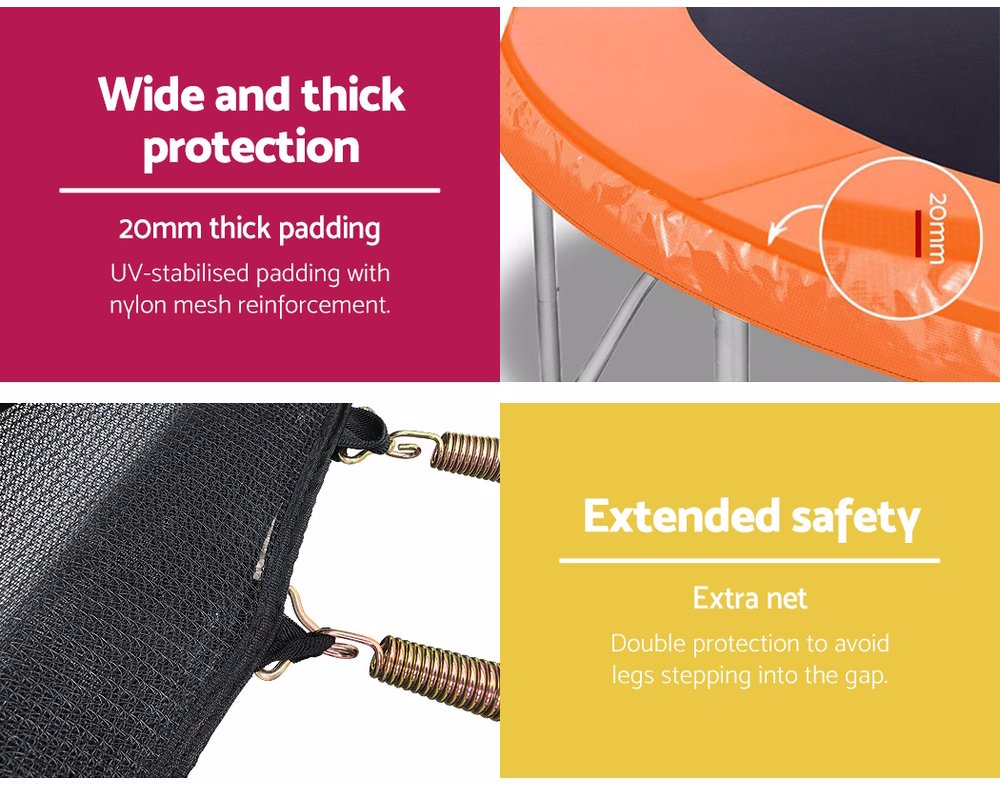 Wide and thick
protection
20mm thick padding
UV-stabilised padding with
nylon mesh reinforcement.
20mm
Extended safety
Extra net
Double protection to avoid
legs stepping into the gap.